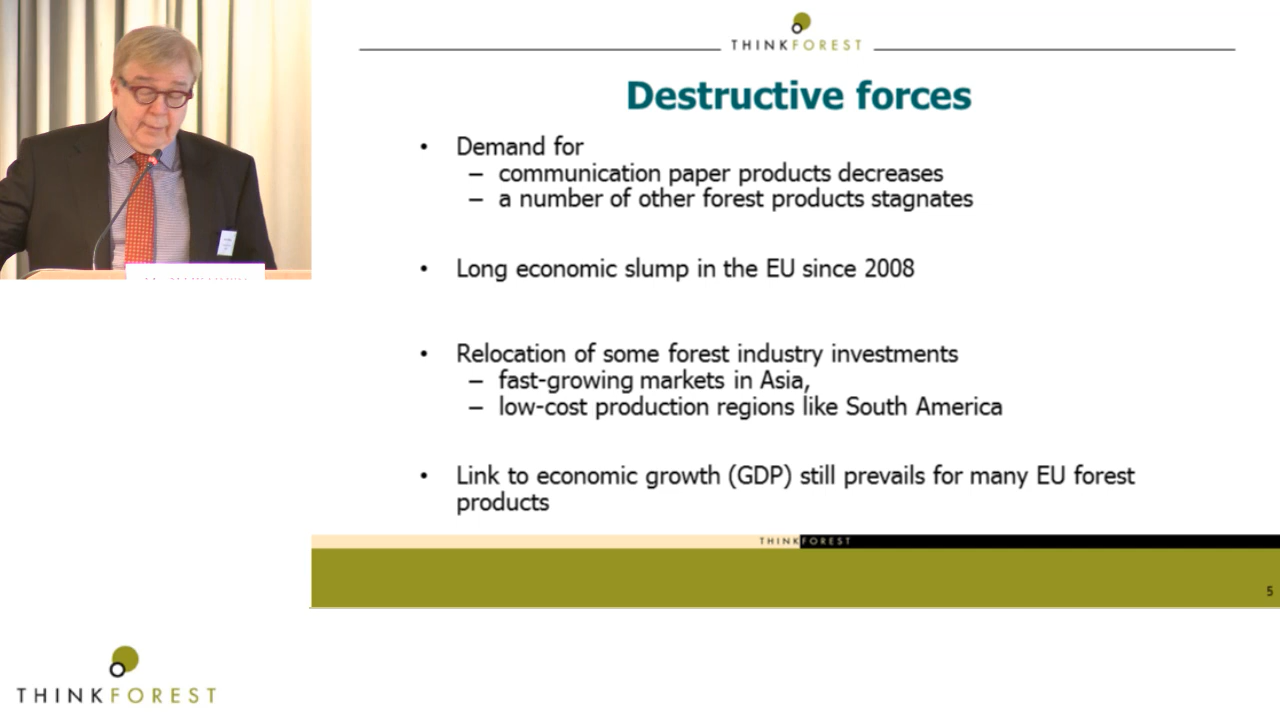 THINKFOREST
Destructive forces
• Demand for
– communication paper products decreases
– a number of other forest products stagnates
• Long economic slump in the EU since 2008
• Relocation of some forest industry investments
– fast-growing markets in Asia,
– low-cost production regions like South America
• Link to economic growth (GDP) still prevails for many EU forest
products
THINKFOREST
5
THINKFOREST